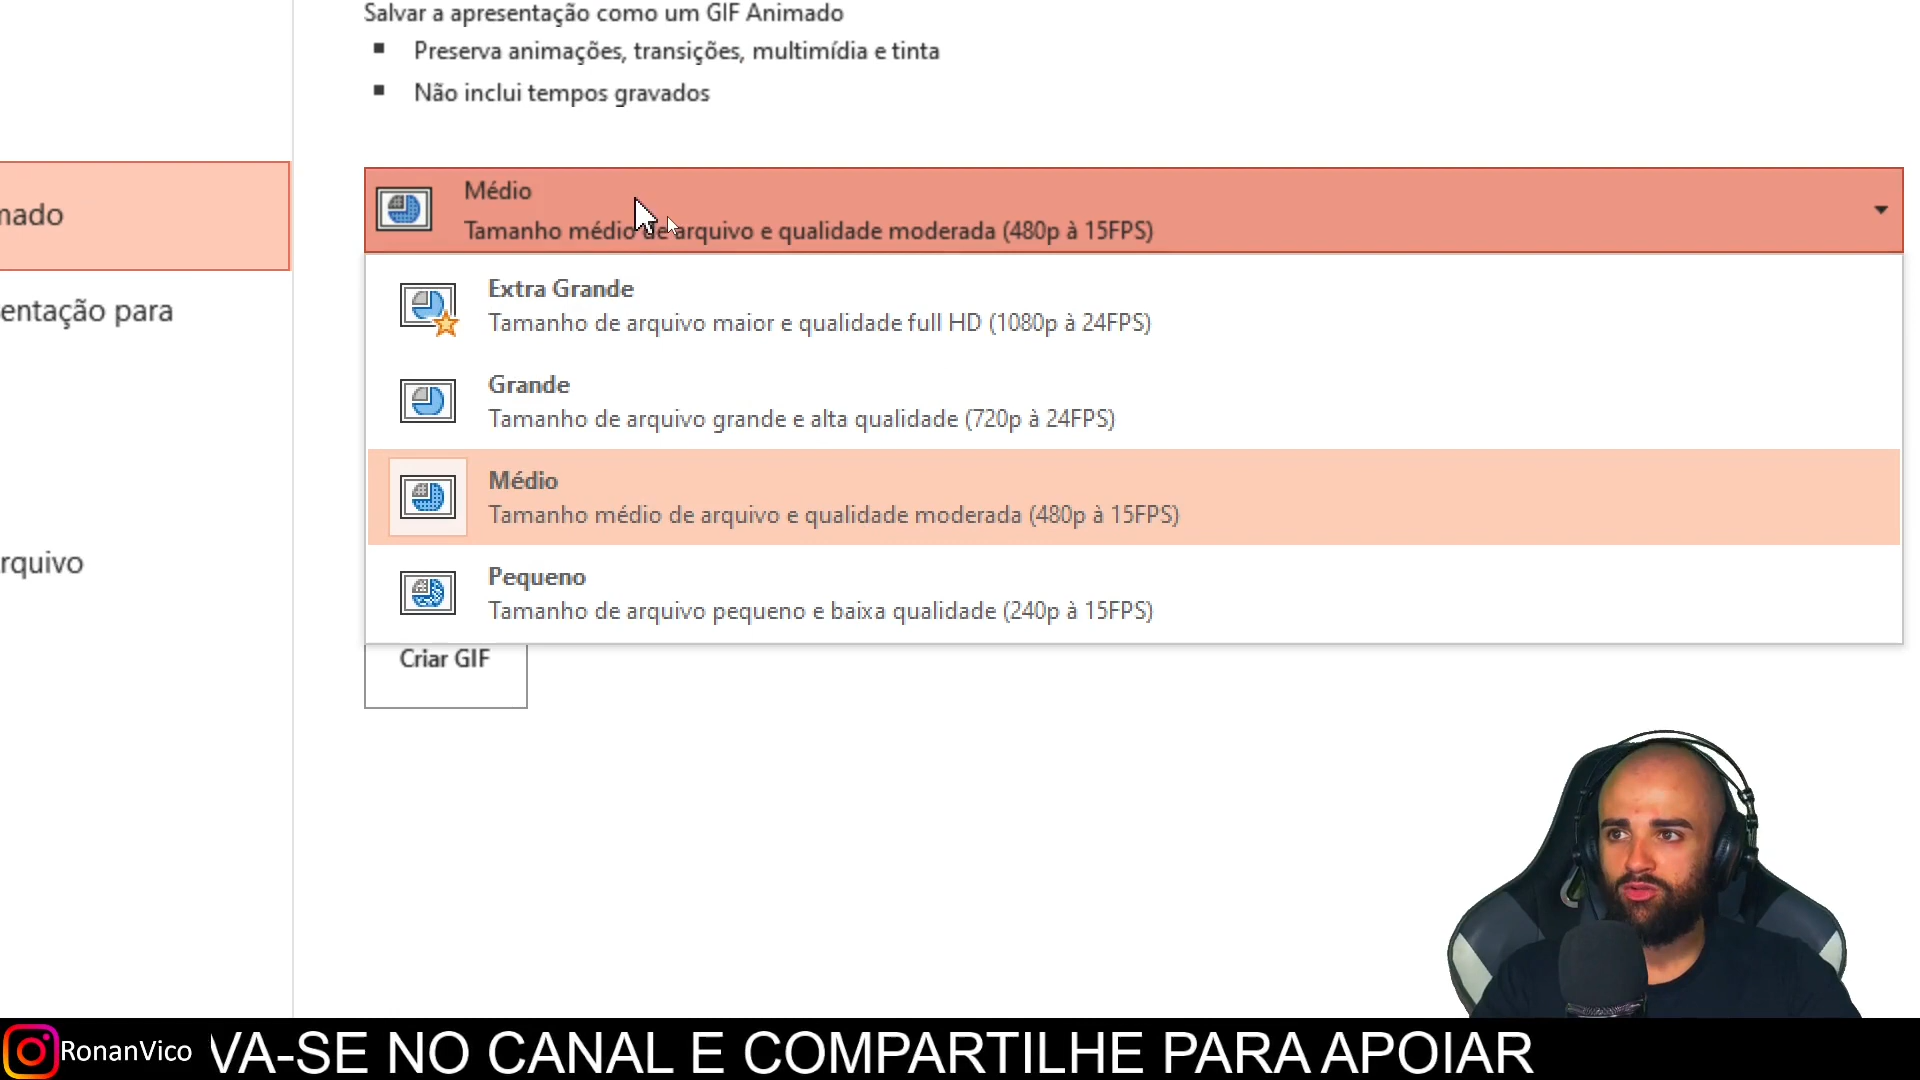 Salvar a apresentação como um GIF Animado
Preserva animações, transições, multimídia e tinta
Não inclui tempos gravados
mado
entação para
rquivo
Médio
Tamanho médio de arquivo e qualidade moderada (480p à 15FPS)
Extra Grande
Tamanho de arquivo maior e qualidade full HD (1080p à 24FPS)
Grande
Tamanho de arquivo grande e alta qualidade (720p à 24FPS)
Médio
Tamanho médio de arquivo e qualidade moderada (480p à 15FPS)
Pequeno
Tamanho de arquivo pequeno e baixa qualidade (240p à 15FPS)
Criar GIF
RonanVico VA-SE NO CANAL E COMPARTILHE PARA APOIAR